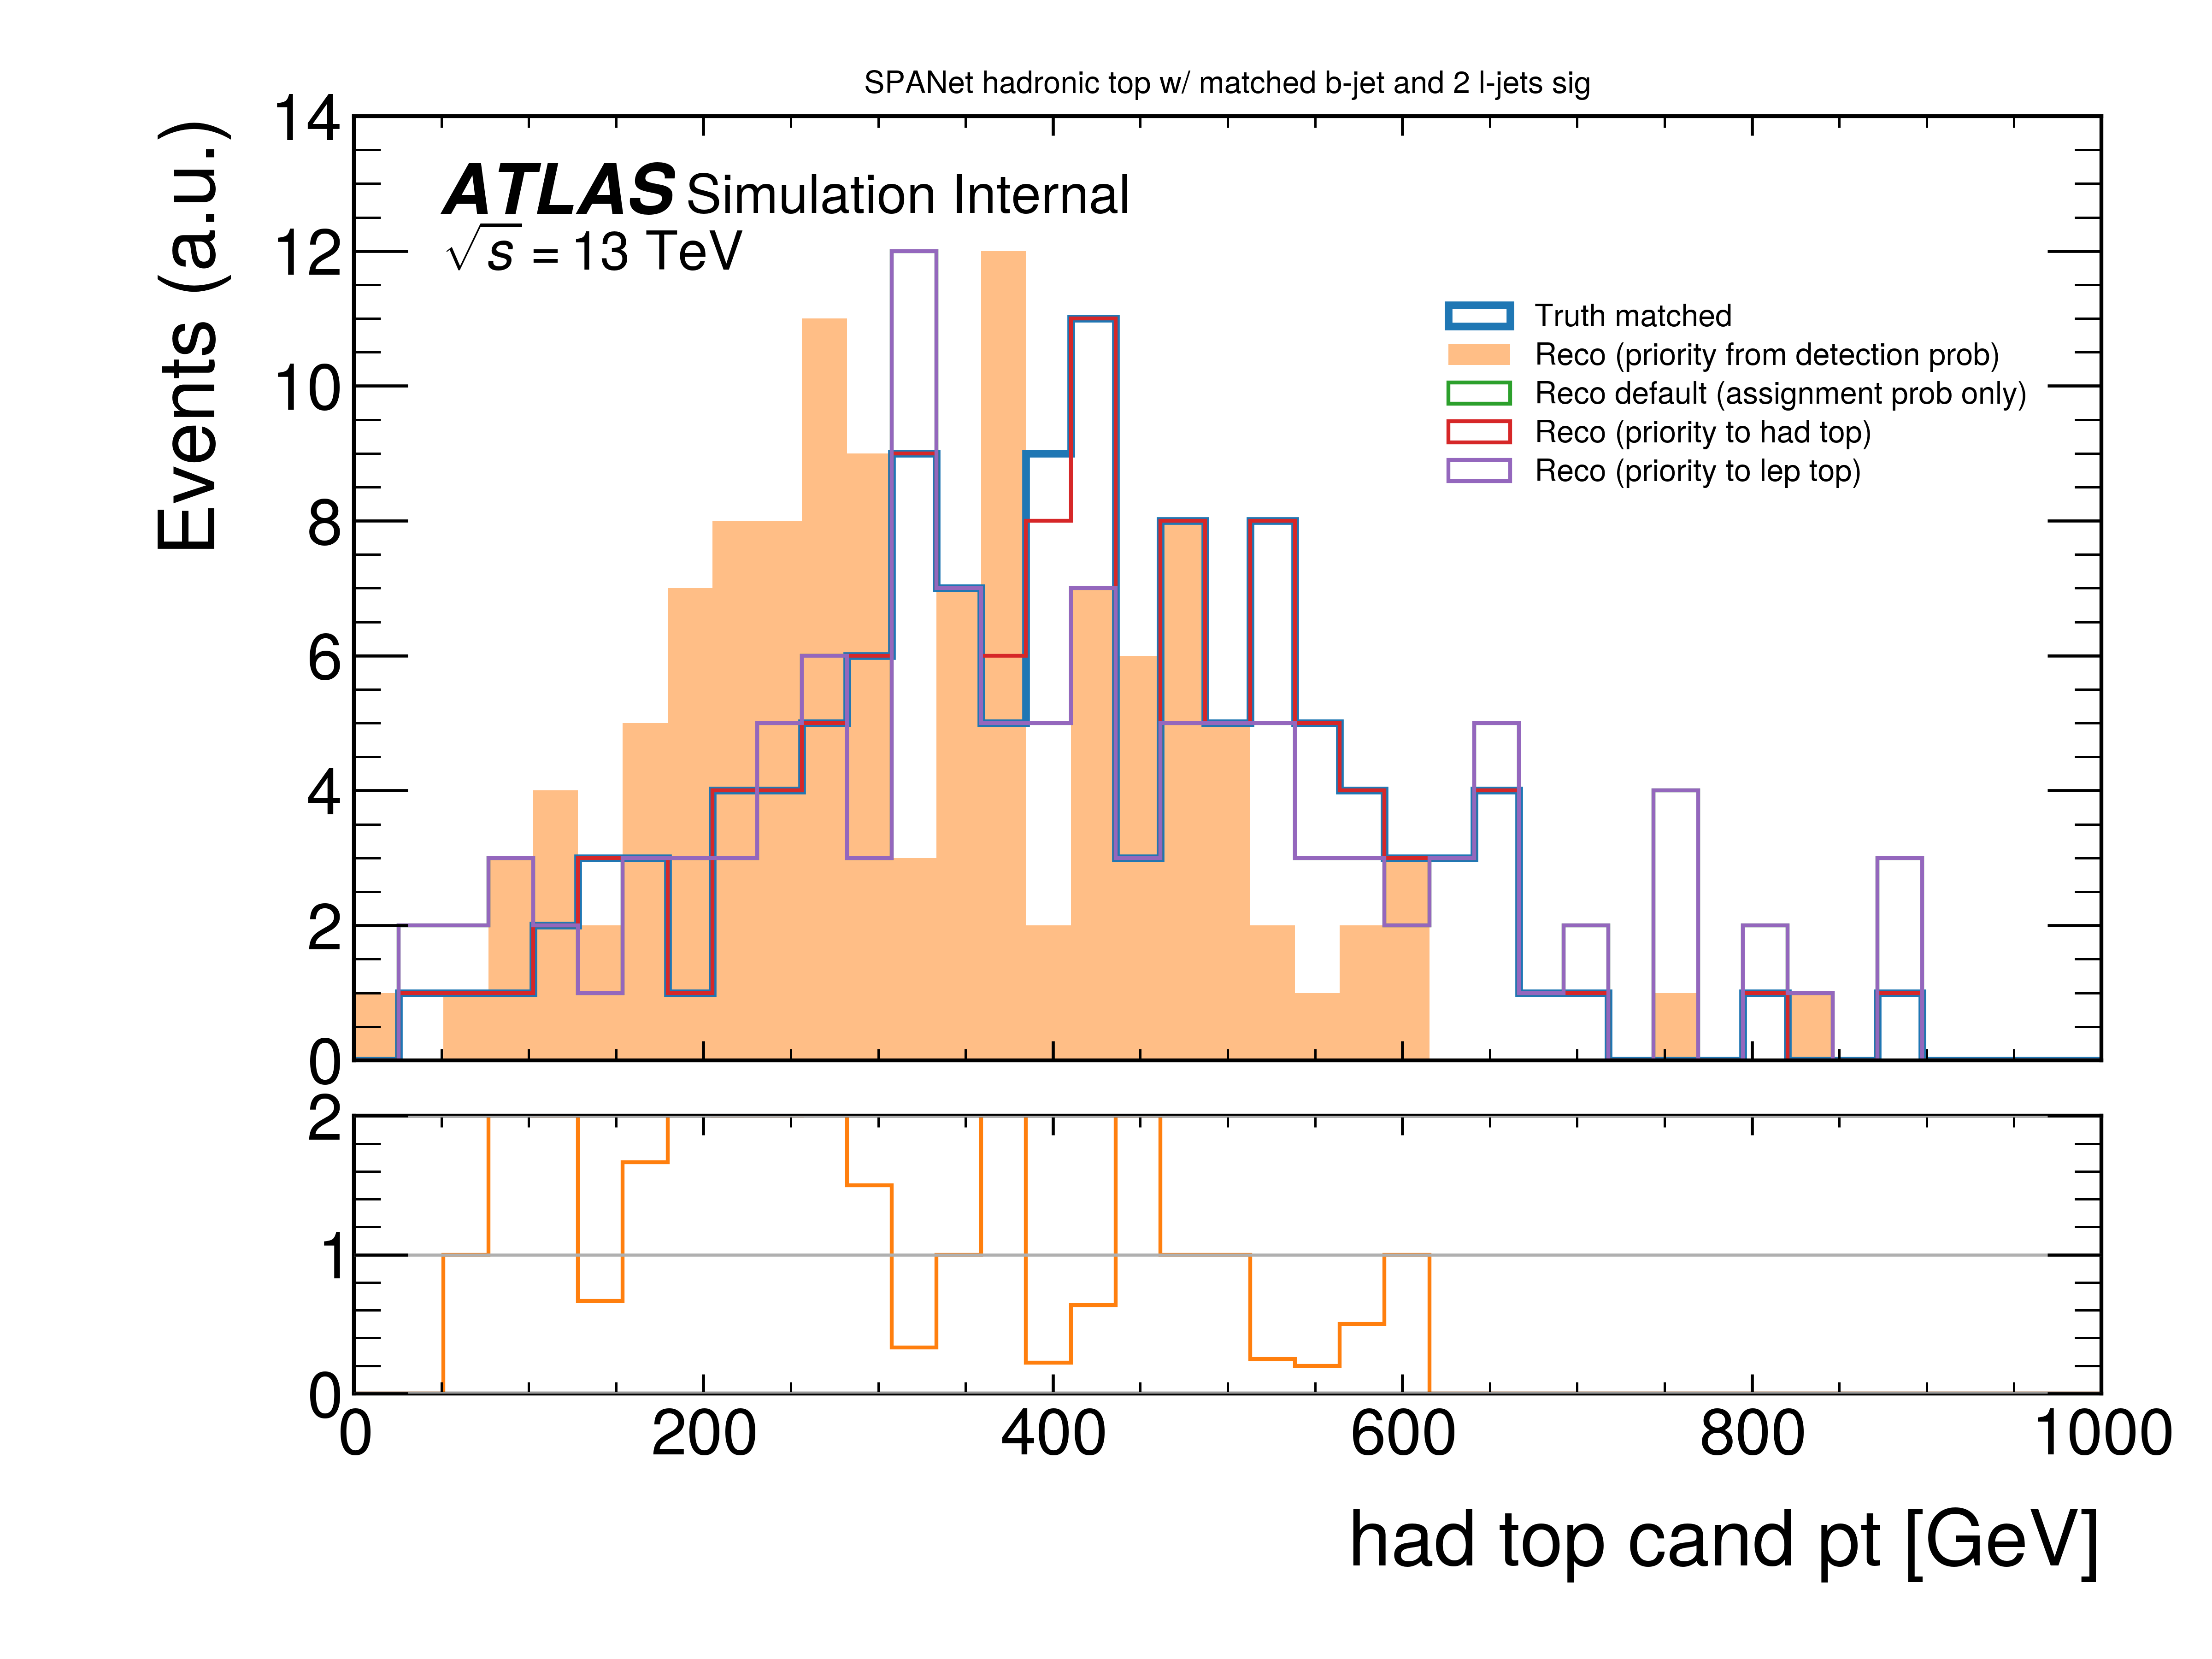 SPANet hadronic top w/ matched b-jet and 2 l-jets sig
Events (a.u.)
14
12
10
8
6
4
2
0
ATLAS Simulation Internal
√s = 13 TeV
Truth matched
Reco (priority from detection prob)
Reco default (assignment prob only)
Reco (priority to had top)
Reco (priority to lep top)
2
1
0
0 200 400 600 800 1000
had top cand pt [GeV]